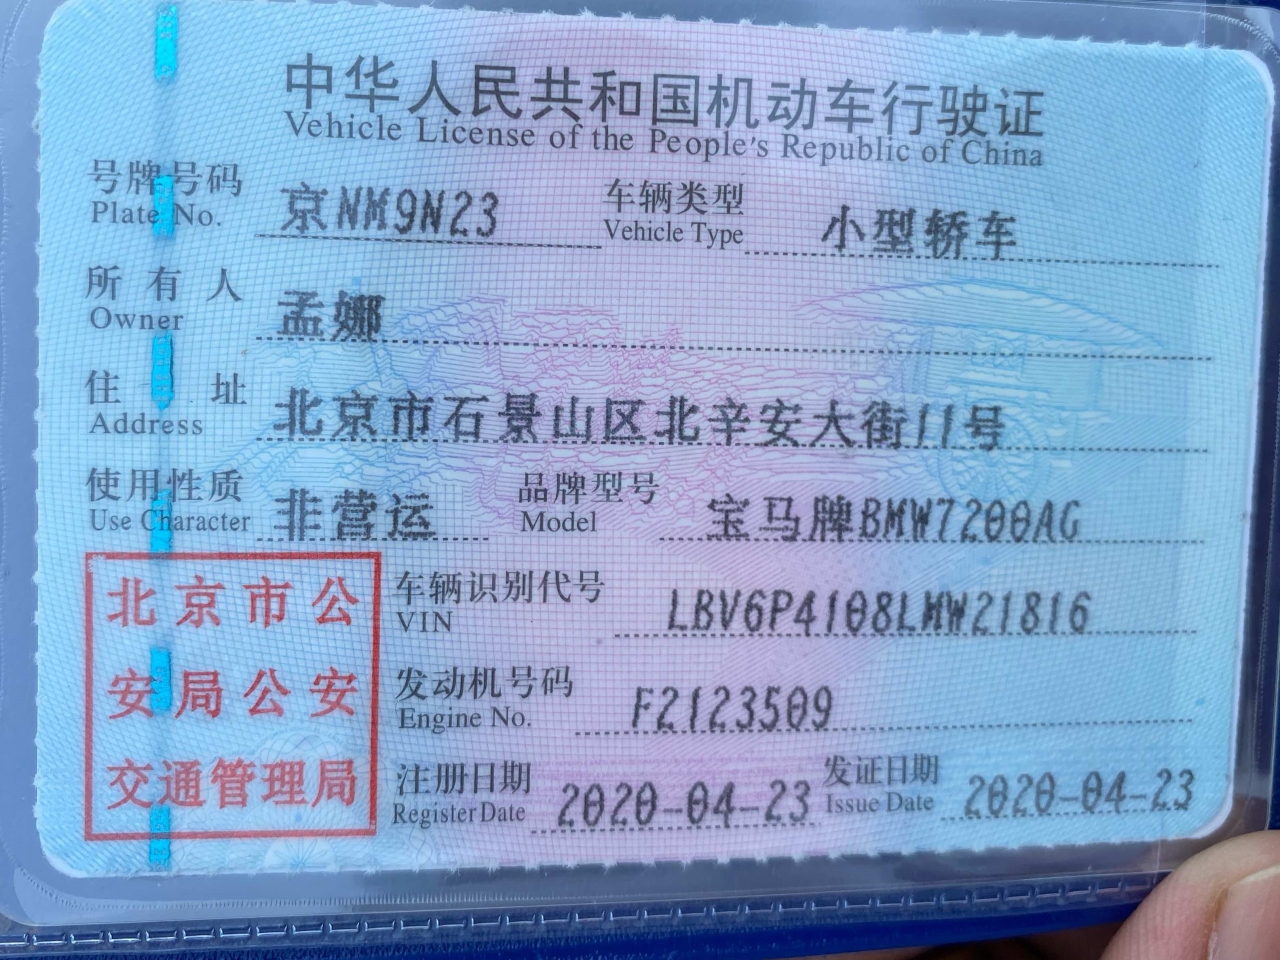 中华人民共和国机动车行驶证
Vehicle License of the People's Republic of China
号牌号码 京NM9N23 车辆类型 小型轿车
Plate No. Vehicle Type
所有人 孟娜
Owner
住址 北京市石景山区北辛安大街11号
Address
使用性质 非营运 品牌型号 宝马牌BMW7200AG
Use Character Model
北京市公
安局公安
交通管理局
车辆识别代号 LBV6P4108LMW21816
VIN
发动机号码 F2123509
Engine No.
注册日期 2020-04-23 发证日期 2020-04-23
Register Date Issue Date